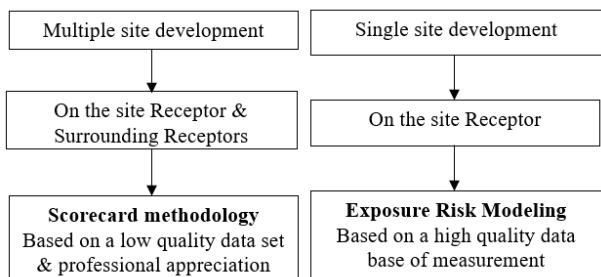 Multiple site development
On the site Receptor &
Surrounding Receptors
Scorecard methodology
Based on a low quality data set
& professional appreciation
Single site development
On the site Receptor
Exposure Risk Modeling
Based on a high quality data
base of measurement